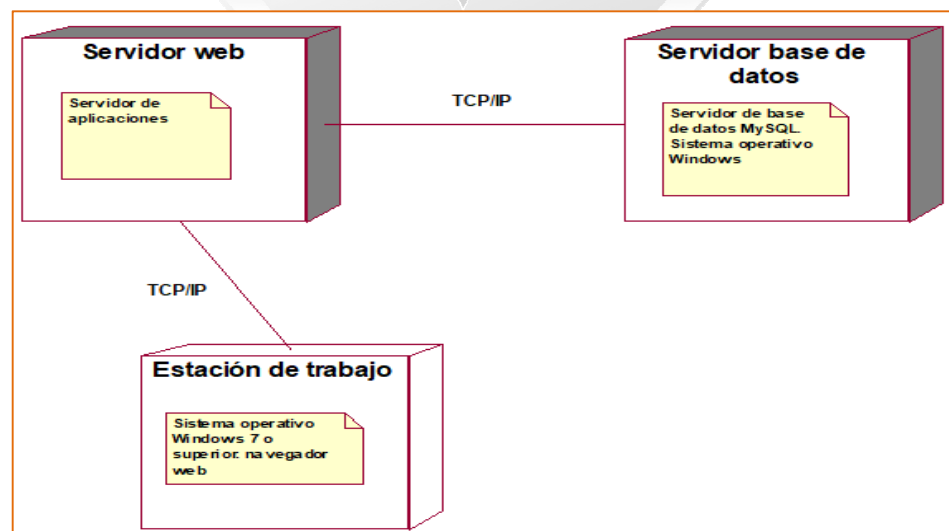 Servidor web
Servidor de
aplicaciones
TCP/IP
Servidor base de
datos
Servidor de base
de datos MySQL.
Sistema operativo
Windows
TCP/IP
Estación de trabajo
Sistema operativo
Windows 7 o
superior. navegador
web